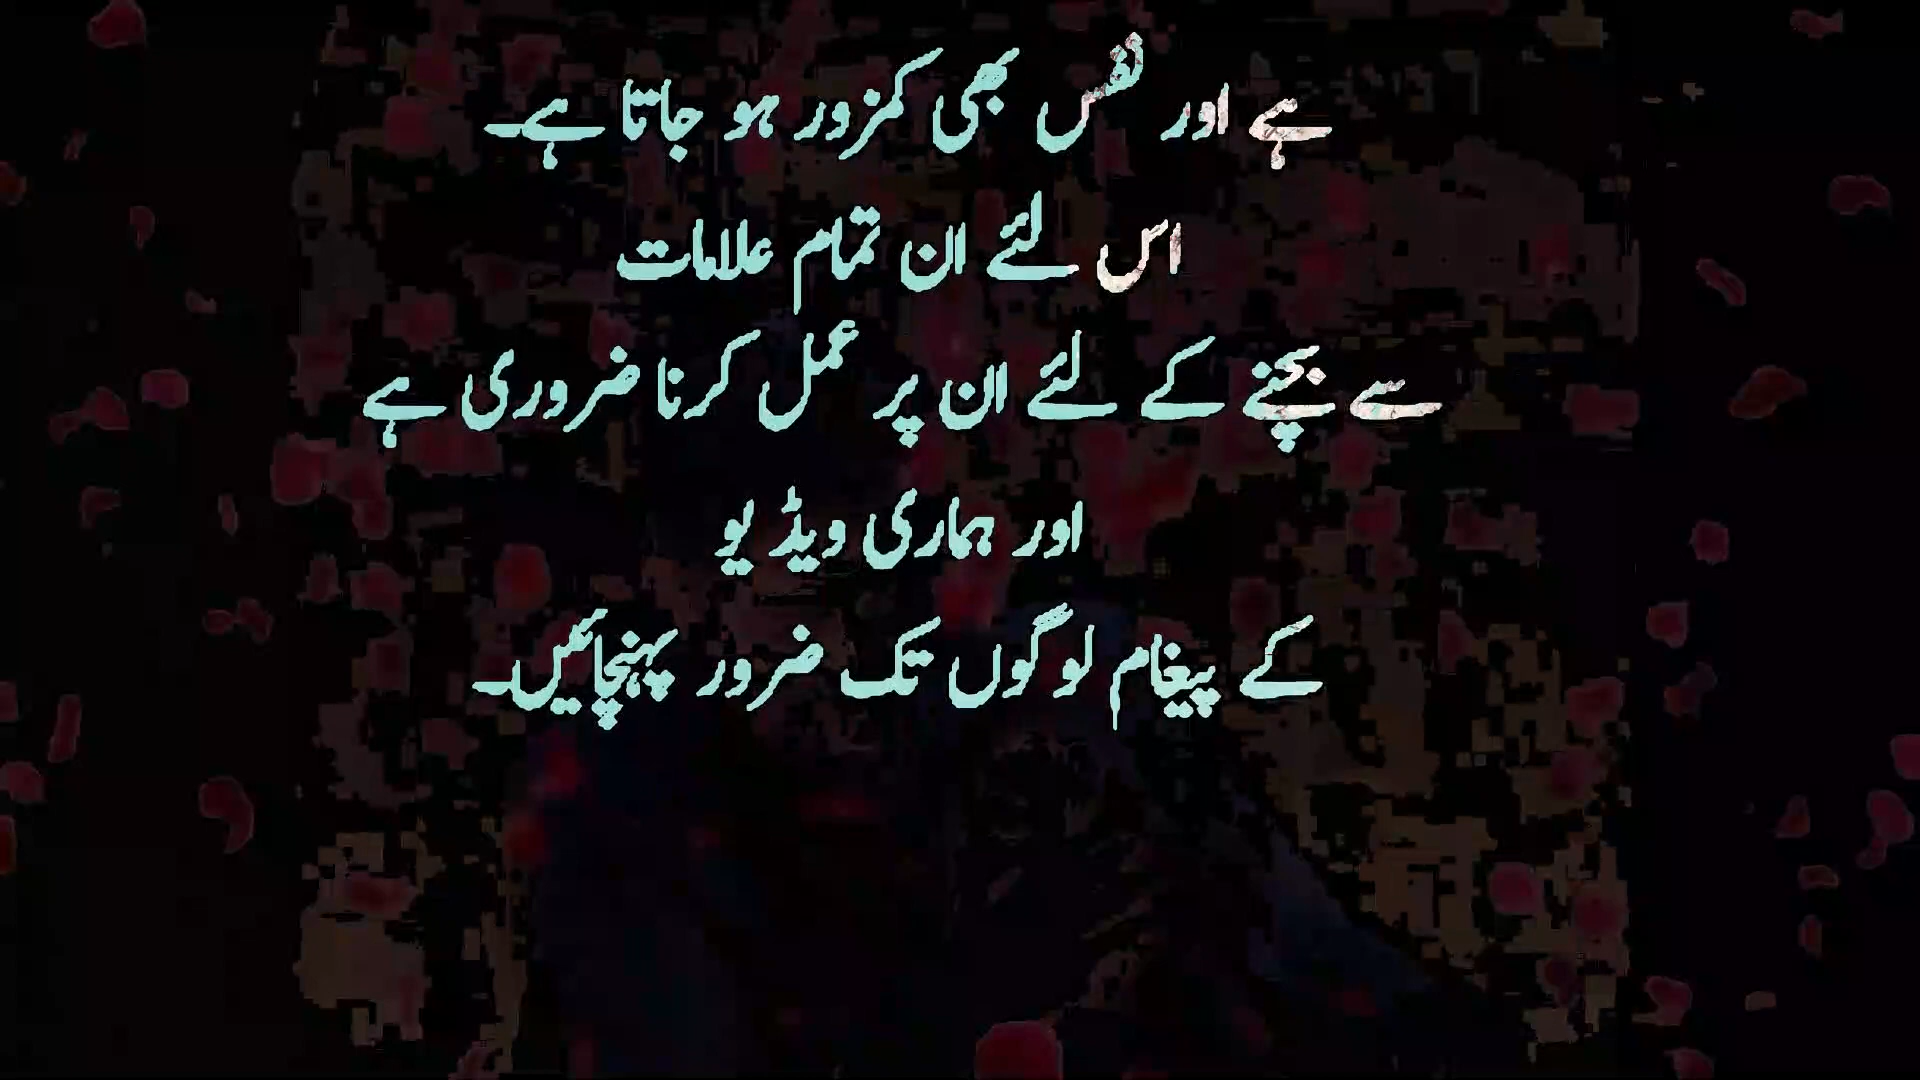 ہے اور نفس بھی کمزور ہو جاتا ہے۔
اس لئے ان تمام علامات
سے بچنے کے لئے ان پر عمل کرنا ضروری ہے
اور ہماری ویڈیو
کے پیغام لوگوں تک ضرور پہنچائیں۔